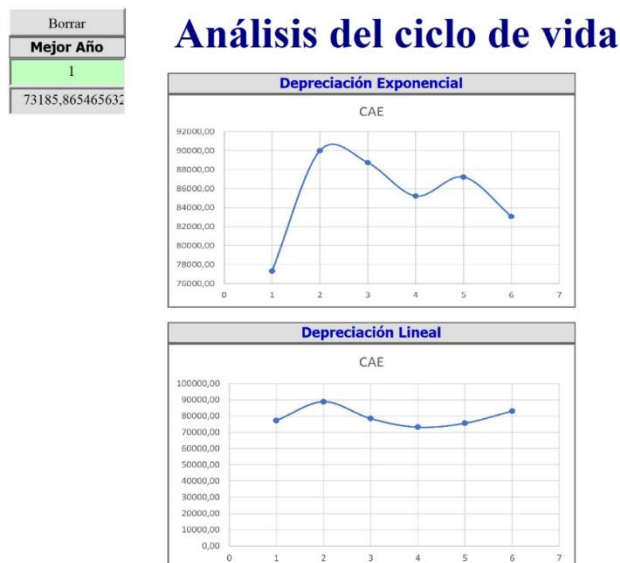 Borrar
Mejor Año
1
73185,865465632
Análisis del ciclo de vida
Depreciación Exponencial
CAE
92000,00
90000,00
88000,00
86000,00
84000,00
82000,00
80000,00
78000,00
76000,00
0 1 2 3 4 5 6 7
Depreciación Lineal
CAE
100000,00
90000,00
80000,00
70000,00
60000,00
50000,00
40000,00
30000,00
20000,00
10000,00
0,00
0 1 2 3 4 5 6 7